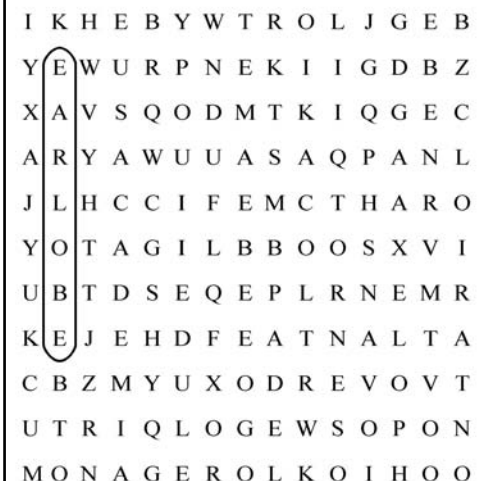 I K H E B Y W T R O L J G E B
Y E W U R P N E K I I G D B Z
X A V S Q O D M T K I Q G E C
A R Y A W U U A S A Q P A N L
J L H C C I F E M C T H A R O
Y O T A G I L B B O O S X V I
U B T D S E Q E P L R N E M R
K E J E H D F E A T N A L T A
C B Z M Y U X O D R E V O V T
U T R I Q L O G E W S O P O N
M O N A G E R O L K O I H O O